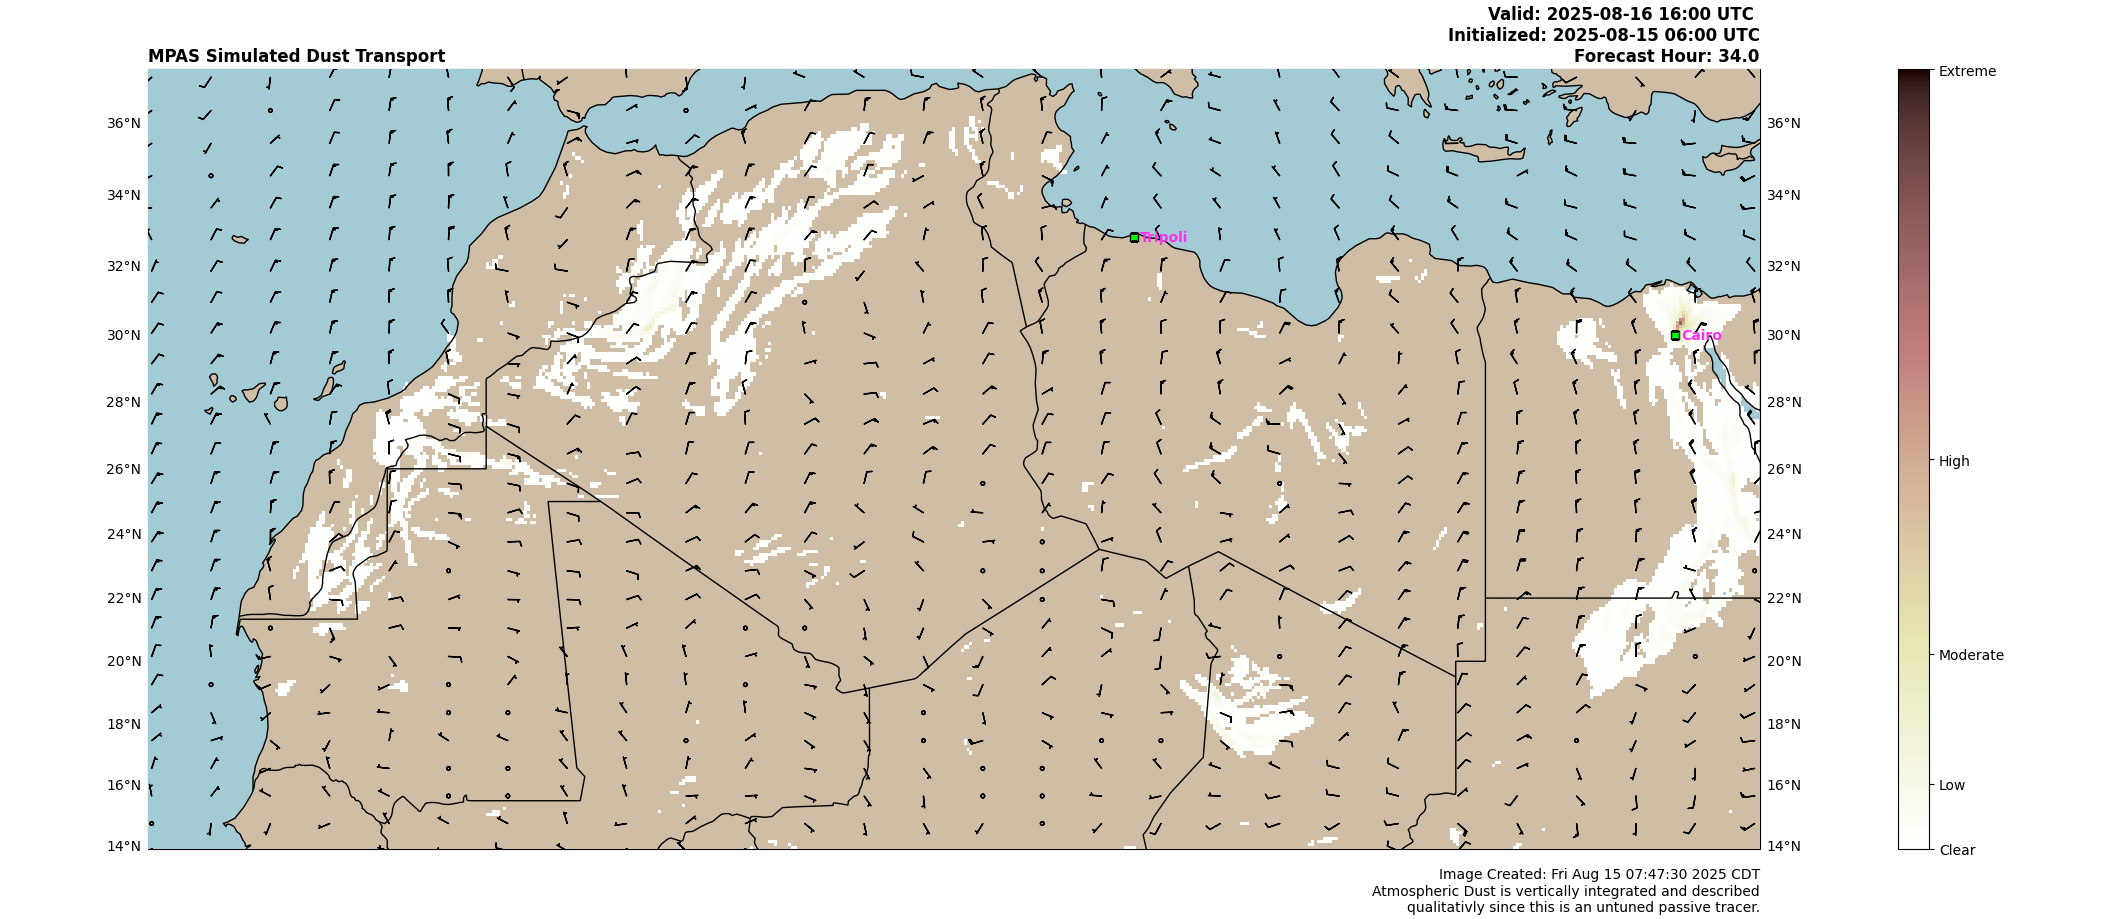 Valid: 2025-08-16 16:00 UTC
Initialized: 2025-08-15 06:00 UTC
MPAS Simulated Dust Transport
Forecast Hour: 34.0
Extreme
36°N
36°N
34°N
34°N
Tripoli
32°N
32°N
30°N
Cairo
30°N
28°N
28°N
26°N
26°N
High
24°N
24°N
22°N
22°N
20°N
20°N
Moderate
18°N
18°N
16°N
16°N
Low
14°N
14°N
Clear
Image Created: Fri Aug 15 07:47:30 2025 CDT
Atmospheric Dust is vertically integrated and described
qualitativly since this is an untuned passive tracer.